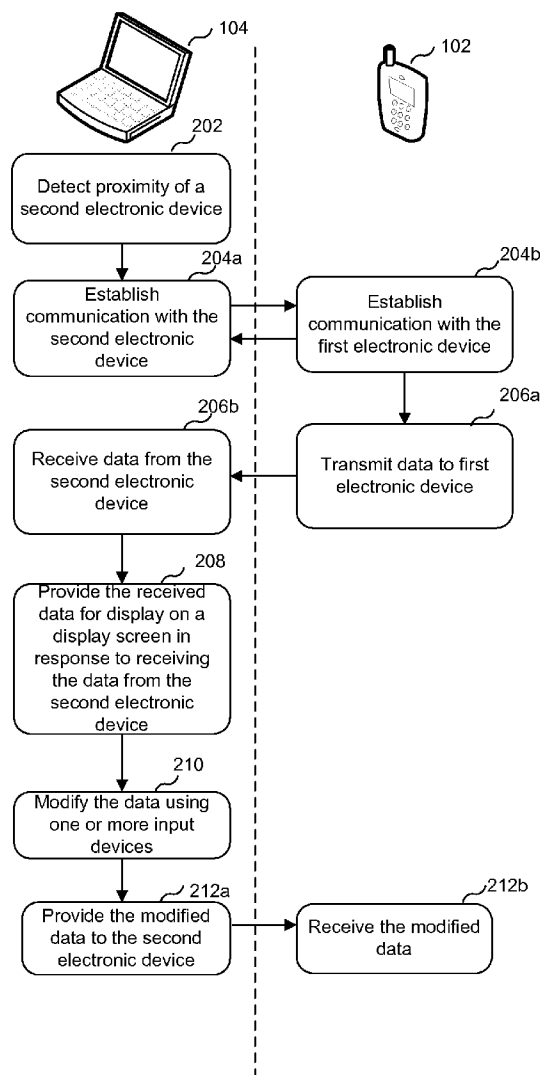 104
102
202
Detect proximity of a
second electronic device
204a
Establish
communication with the
second electronic
device
204b
Establish
communication with the
first electronic device
206a
Transmit data to first
electronic device
206b
Receive data from the
second electronic
device
208
Provide the received
data for display on a
display screen in
response to receiving
the data from the
second electronic
device
210
Modify the data using
one or more input
devices
212a
Provide the modified
data to the second
electronic device
212b
Receive the modified
data